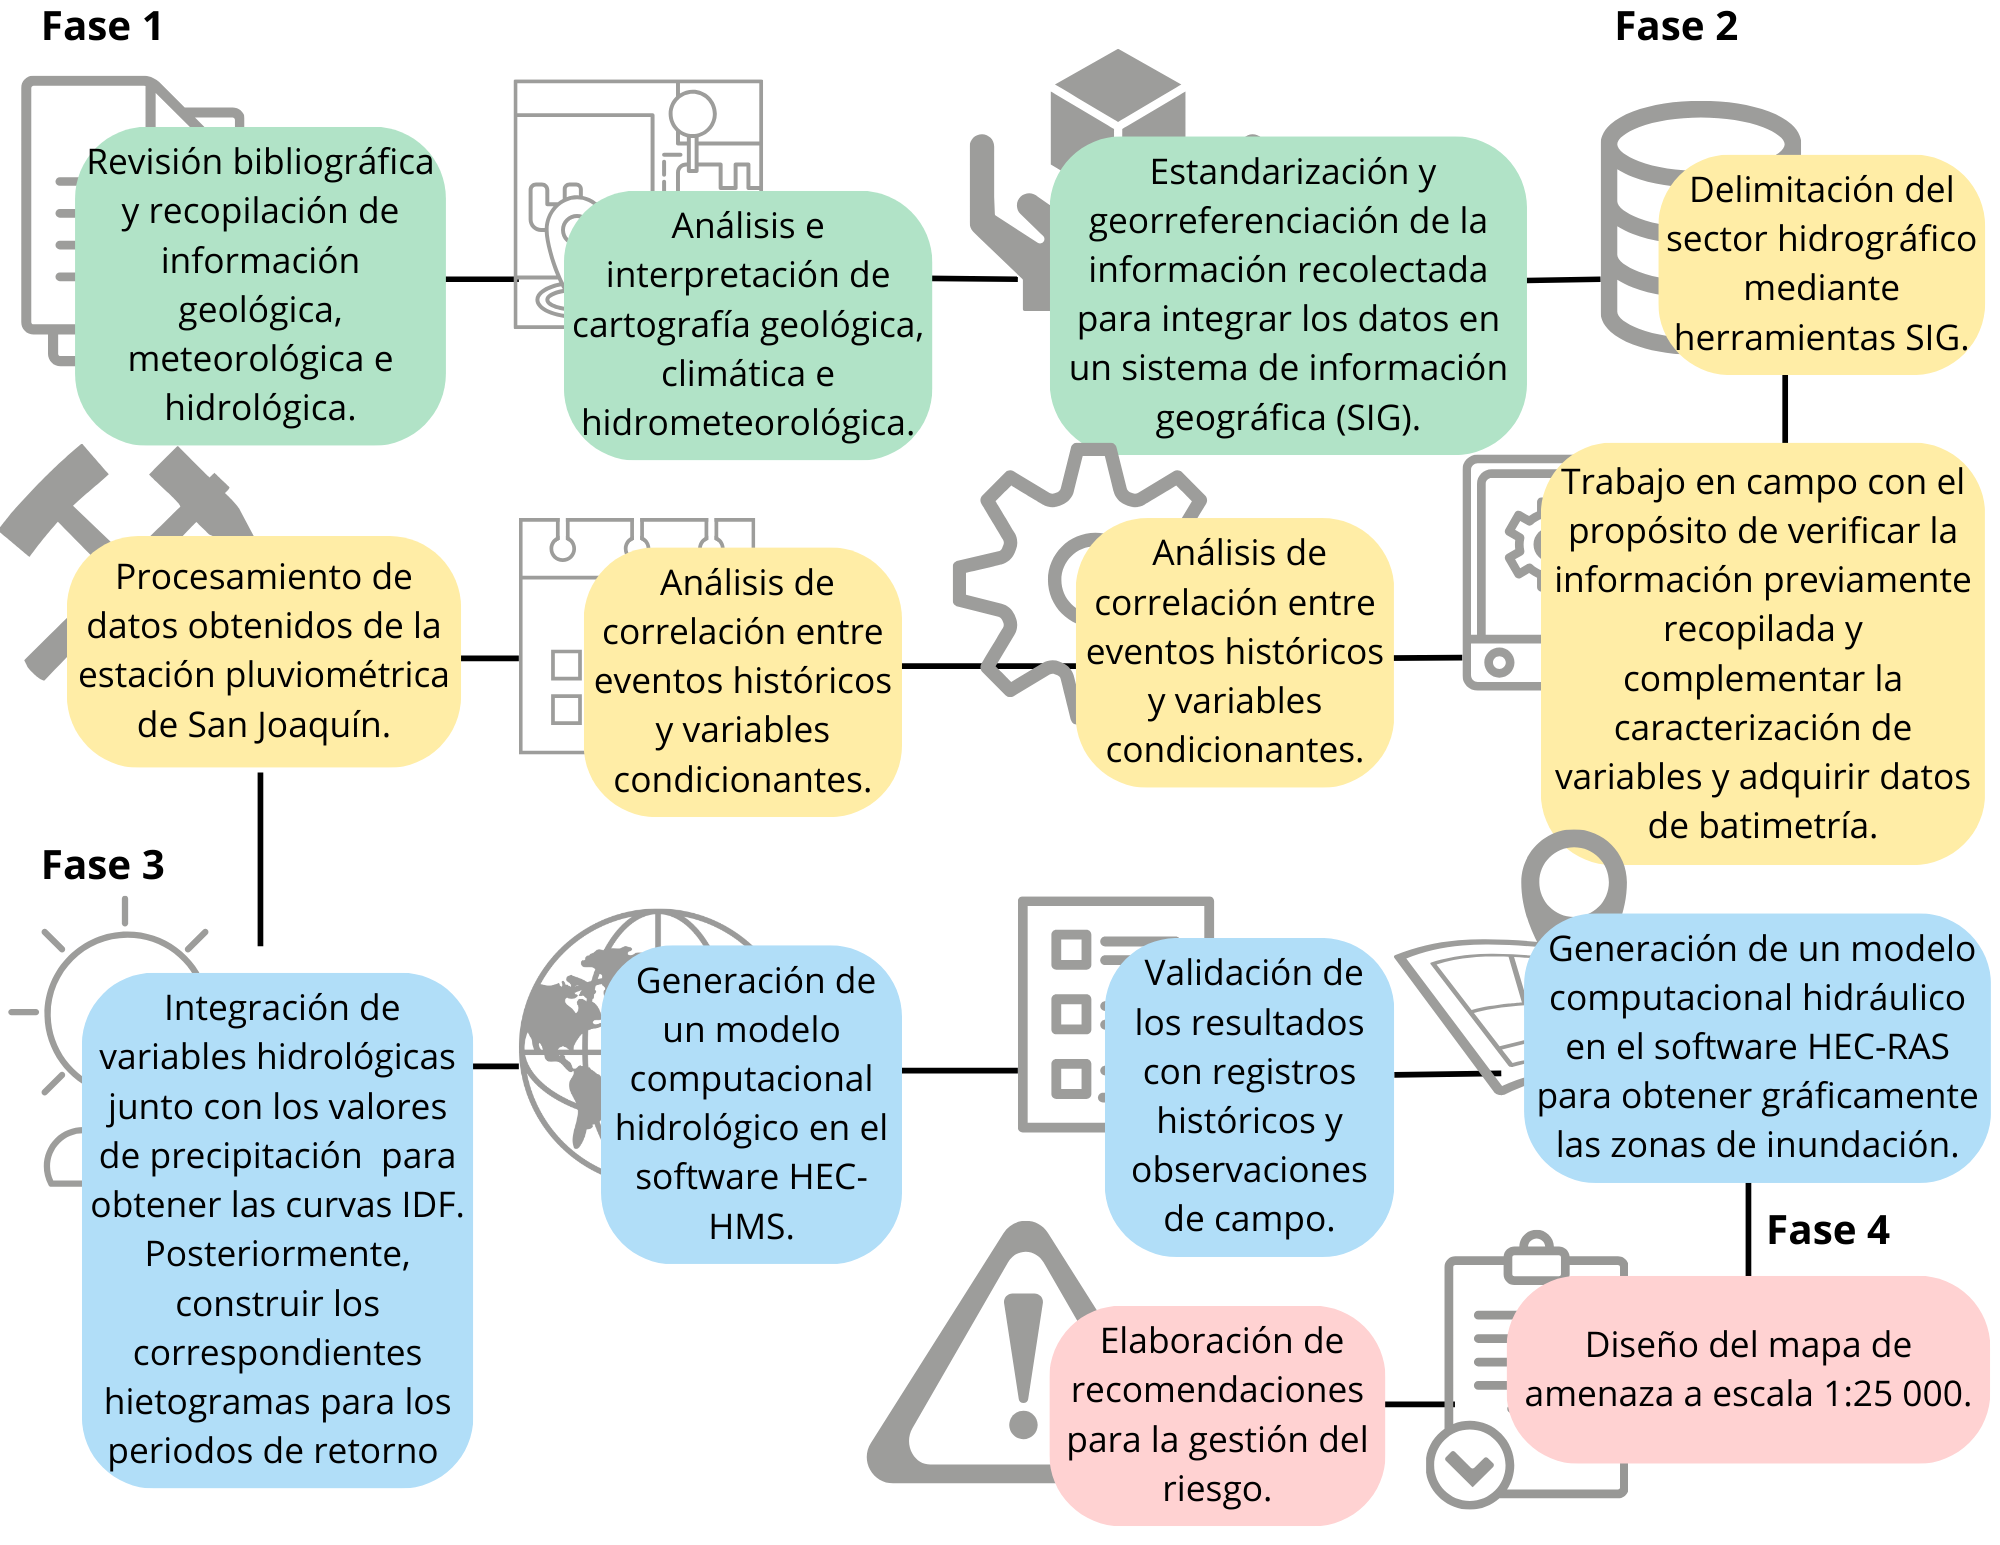 Fase 1
Revisión bibliográfica
y recopilación de
información
geológica,
meteorológica e
hidrológica.
Análisis e
interpretación de
cartografía geológica,
climática e
hidrometeorológica.
Estandarización y
georreferenciación de la
información recolectada
para integrar los datos en
un sistema de información
geográfica (SIG).
Fase 2
Delimitación del
sector hidrográfico
mediante
herramientas SIG.
Trabajo en campo con el
propósito de verificar la
información previamente
recopilada y
complementar la
caracterización de
variables y adquirir datos
de batimetría.
Análisis de
correlación entre
eventos históricos
y variables
condicionantes.
Análisis de
correlación entre
eventos históricos
y variables
condicionantes.
Procesamiento de
datos obtenidos de la
estación pluviométrica
de San Joaquín.
Fase 3
Integración de
variables hidrológicas
junto con los valores
de precipitación  para
obtener las curvas IDF.
Posteriormente,
construir los
correspondientes
hietogramas para los
periodos de retorno
Generación de
un modelo
computacional
hidrológico en el
software HEC-
HMS.
Validación de
los resultados
con registros
históricos y
observaciones
de campo.
Generación de un modelo
computacional hidráulico
en el software HEC-RAS
para obtener gráficamente
las zonas de inundación.
Fase 4
Diseño del mapa de
amenaza a escala 1:25 000.
Elaboración de
recomendaciones
para la gestión del
riesgo.